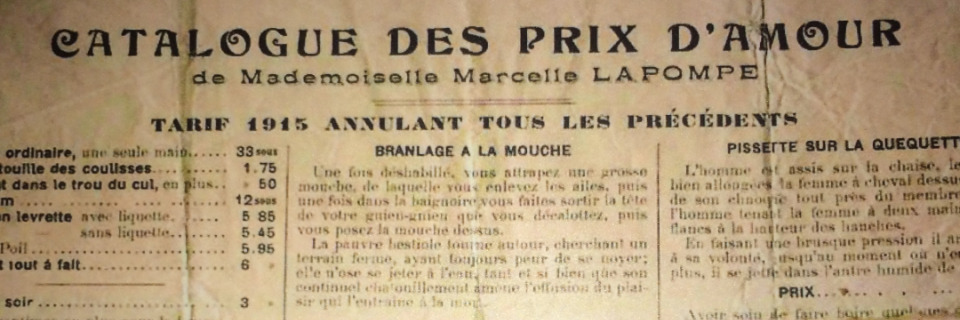 CATALOGUE DES PRIX D'AMOUR
de Mademoiselle Marcelle LAPOMPE
TARIF 1915 ANNULANT TOUS LES PRÉCÉDENTS
ordinaire, une seule main...... 33 sous
touille des coulisses........... 1.75
t dans le trou du cul, en plus.. » 50
m ........ 12 sous
n levrette avec liquette. 5 85
sans liquette. 5.45
Poil........ 5.95
t tout à fait........ 6 »
soir ........ 3 »
BRANLAGE A LA MOUCHE
Une fois déshabillé, vous attrapez une grosse
mouche, de laquelle vous enlevez les ailes, puis
une fois dans la baignoire vous faites sortir la tête
de votre guien-guien que vous décalottez, puis
vous posez la mouche dessus.
La pauvre bestiole tourne autour, cherchant un
terrain ferme, ayant toujours peur de se noyer;
elle n'ose se jeter à l'eau, tant et si bien que son
continuel chatouillement amène l'effusion du plai-
sir qui l'entraîne à la mort.
PISSETTE SUR LA QUEQUETT
L'homme est assis sur la chaise, le
bien allongées la femme à cheval dessu
de son tout près du membre
l'homme tenant la femme à deux main
flancs à la hauteur des hanches.
En faisant une brusque pression il a
à sa volonté, jusqu'au moment où
plus, il se jette dans l'antre humide de
PRIX.....
Avoir soin de faire boire quelques